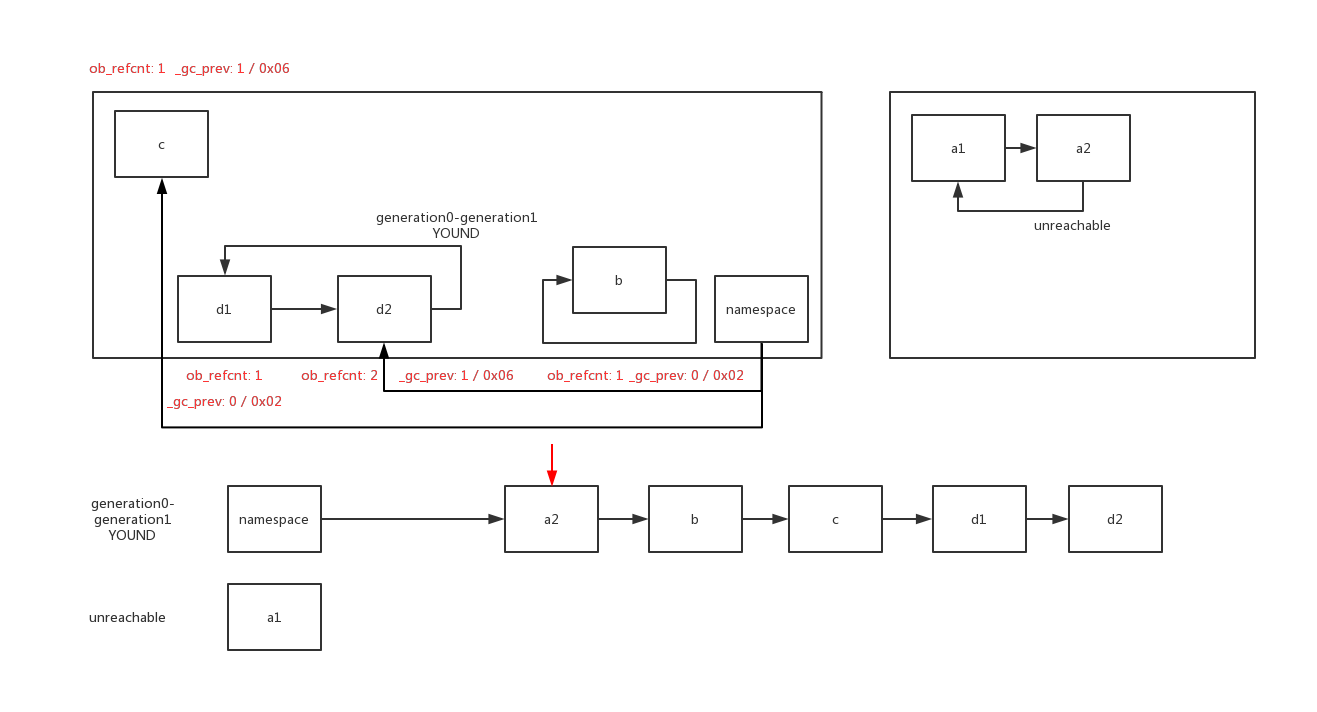 ob_refcnt: 1 _gc_prev: 1 / 0x06
c
a1
a2
generation0-generation1
YOUND
unreachable
b
d1
d2
namespace
ob_refcnt: 1
ob_refcnt: 2
_gc_prev: 1 / 0x06
ob_refcnt: 1 _gc_prev: 0 / 0x02
_gc_prev: 0 / 0x02
generation0-
generation1
YOUND
namespace
a2
b
c
d1
d2
unreachable
a1